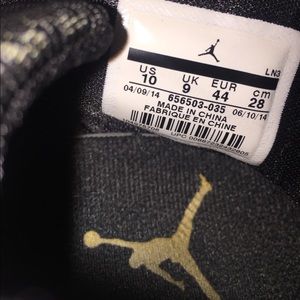 LN3
US UK EUR cm
10 9 44 28
04/09/14 06/10/14
656503-035
MADE IN CHINA
FABRIQUÉ EN CHINE